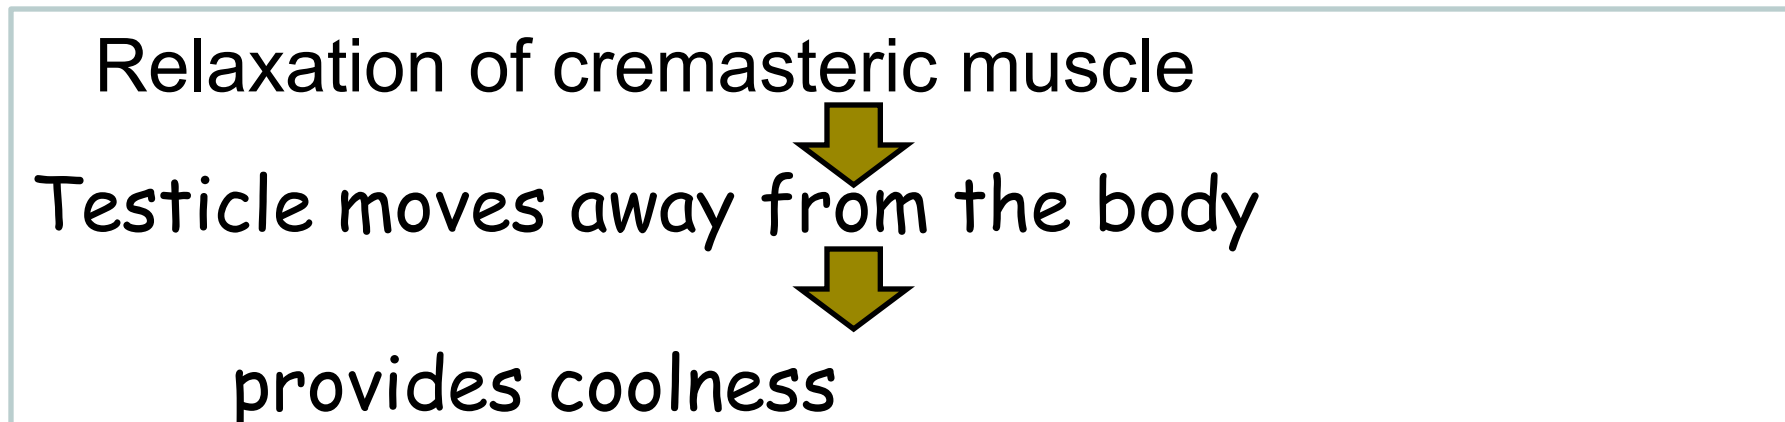 Relaxation of cremasteric muscle
Testicle moves away from the body
provides coolness